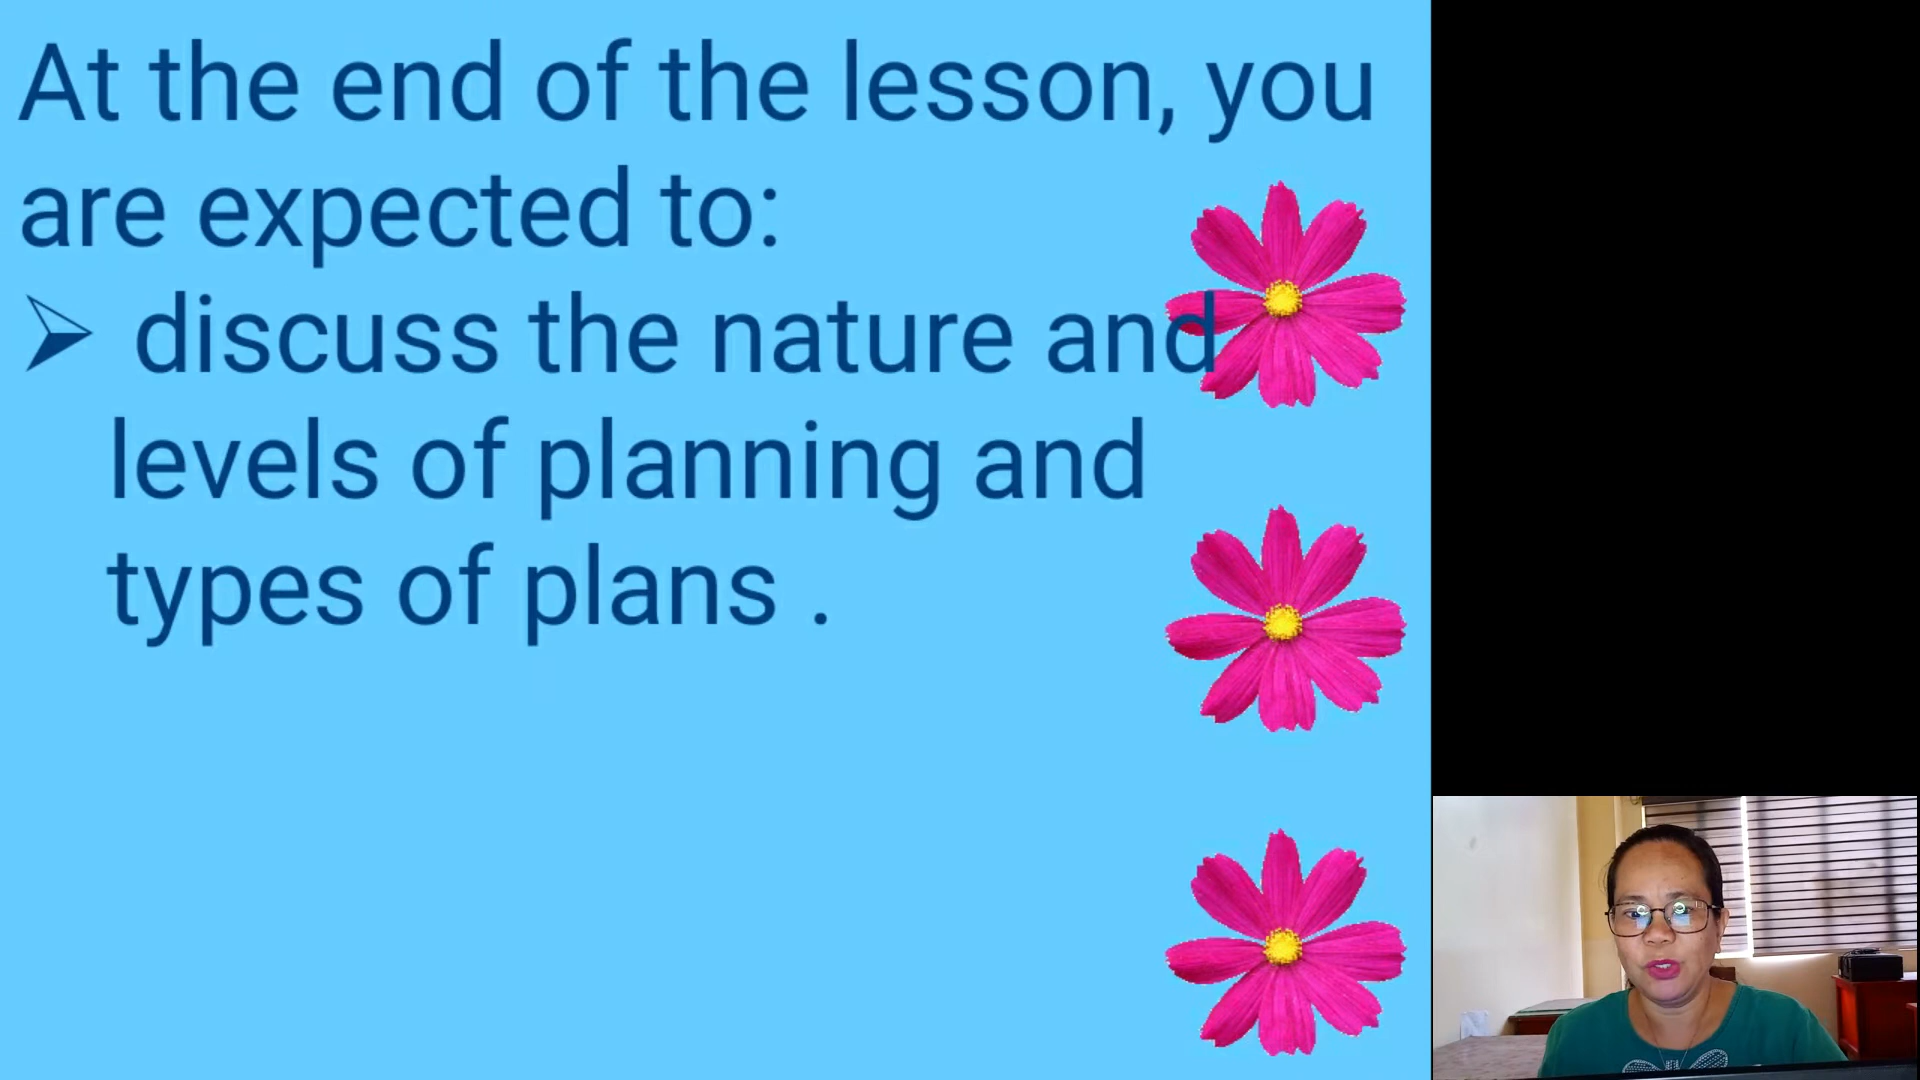 At the end of the lesson, you
are expected to:
➢ discuss the nature and
levels of planning and
types of plans .